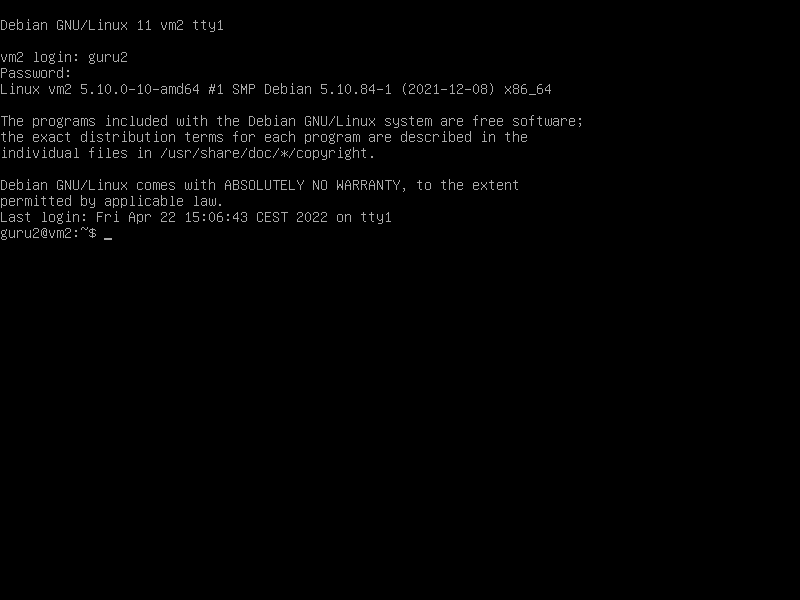 Debian GNU/Linux 11 vm2 tty1
vm2 login: guru2
Password:
Linux vm2 5.10.0-10-amd64 #1 SMP Debian 5.10.84-1 (2021-12-08) x86_64
The programs included with the Debian GNU/Linux system are free software;
the exact distribution terms for each program are described in the
individual files in /usr/share/doc/*/copyright.
Debian GNU/Linux comes with ABSOLUTELY NO WARRANTY, to the extent
permitted by applicable law.
Last login: Fri Apr 22 15:06:43 CEST 2022 on tty1
guru2@vm2:~$ _